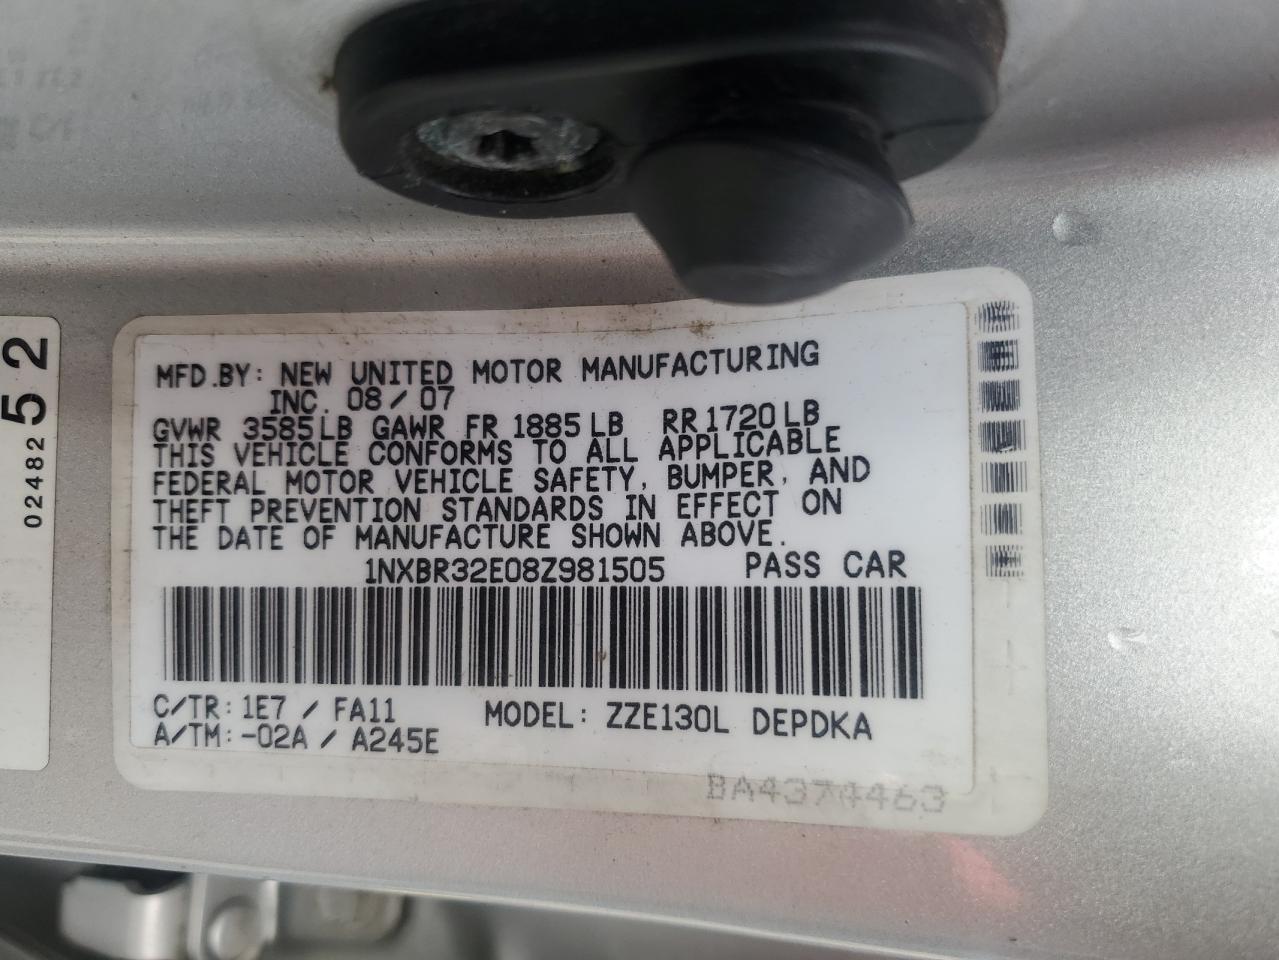 MFD.BY: NEW UNITED MOTOR MANUFACTURING
INC. 08/07
GVWR 3585LB GAWR FR 1885LB RR1720LB
THIS VEHICLE CONFORMS TO ALL APPLICABLE
FEDERAL MOTOR VEHICLE SAFETY, BUMPER, AND
THEFT PREVENTION STANDARDS IN EFFECT ON
THE DATE OF MANUFACTURE SHOWN ABOVE.
1NXBR32E08Z981505 PASS CAR
C/TR: 1E7 / FA11 MODEL: ZZE130L DEPDKA
A/TM:-02A / A245E
BA4374463
02482
52